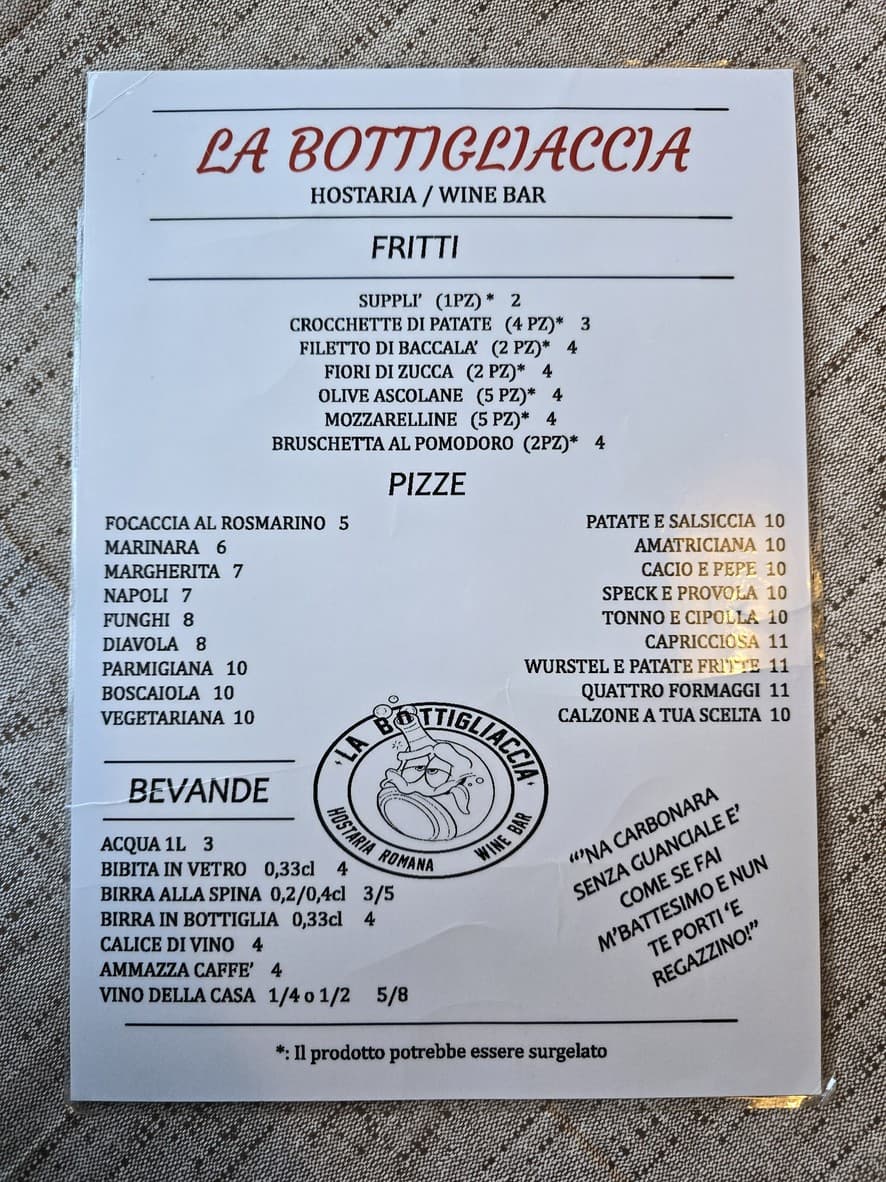 LA BOTTIGLIACCIA
HOSTARIA / WINE BAR
FRITTI
SUPPLI' (1PZ) * 2
CROCCHETTE DI PATATE (4 PZ)* 3
FILETTO DI BACCALA' (2 PZ)* 4
FIORI DI ZUCCA (2 PZ)* 4
OLIVE ASCOLANE (5 PZ)* 4
MOZZARELLINE (5 PZ)* 4
BRUSCHETTA AL POMODORO (2PZ)* 4
PIZZE
FOCACCIA AL ROSMARINO 5
MARINARA 6
MARGHERITA 7
NAPOLI 7
FUNGHI 8
DIAVOLA 8
PARMIGIANA 10
BOSCAIOLA 10
VEGETARIANA 10
PATATE E SALSICCIA 10
AMATRICIANA 10
CACIO E PEPE 10
SPECK E PROVOLA 10
TONNO E CIPOLLA 10
CAPRICCIOSA 11
WURSTEL E PATATE FRITTE 11
QUATTRO FORMAGGI 11
CALZONE A TUA SCELTA 10
'LA BOTTIGLIACCIA'
HOSTARIA ROMANA WINE BAR
BEVANDE
ACQUA 1L 3
BIBITA IN VETRO 0,33cl 4
BIRRA ALLA SPINA 0,2/0,4cl 3/5
BIRRA IN BOTTIGLIA 0,33cl 4
CALICE DI VINO 4
AMMAZZA CAFFE' 4
VINO DELLA CASA 1/4 o 1/2 5/8
“'NA CARBONARA
SENZA GUANCIALE E'
COME SE FAI
M'BATTESIMO E NUN
TE PORTI 'E
REGAZZINO!”
*: Il prodotto potrebbe essere surgelato